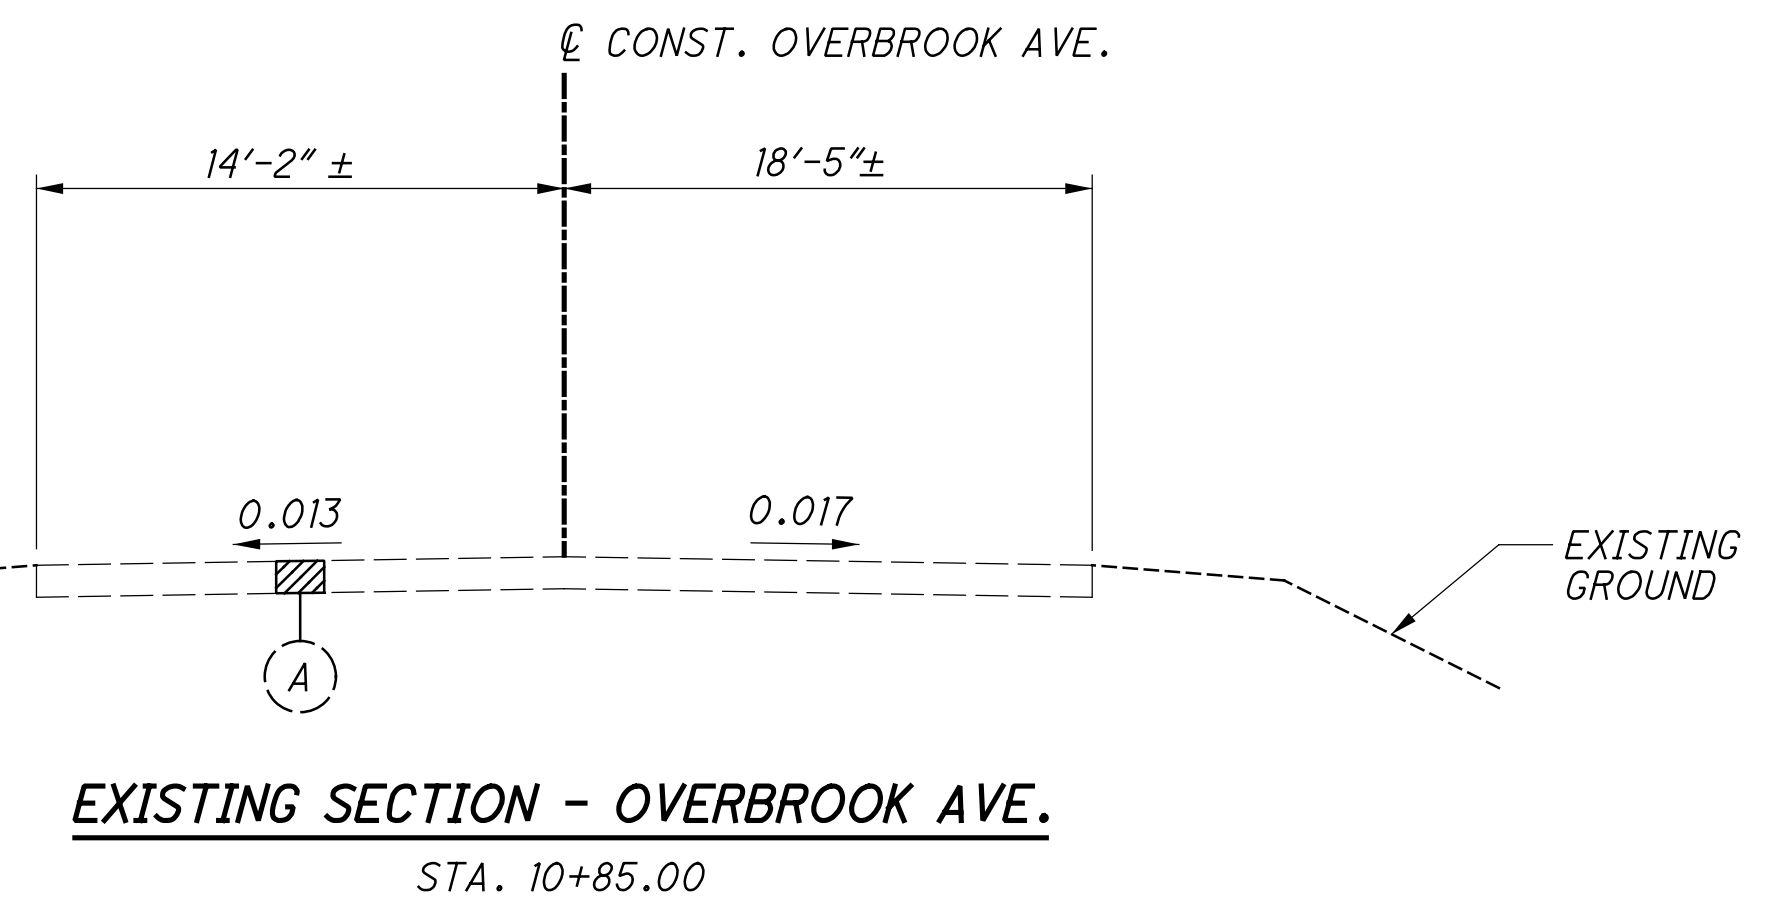 ℄ CONST. OVERBROOK AVE.
14'-2" ±
18'-5"±
0.013
0.017
EXISTING
GROUND
A
EXISTING SECTION - OVERBROOK AVE.
STA. 10+85.00